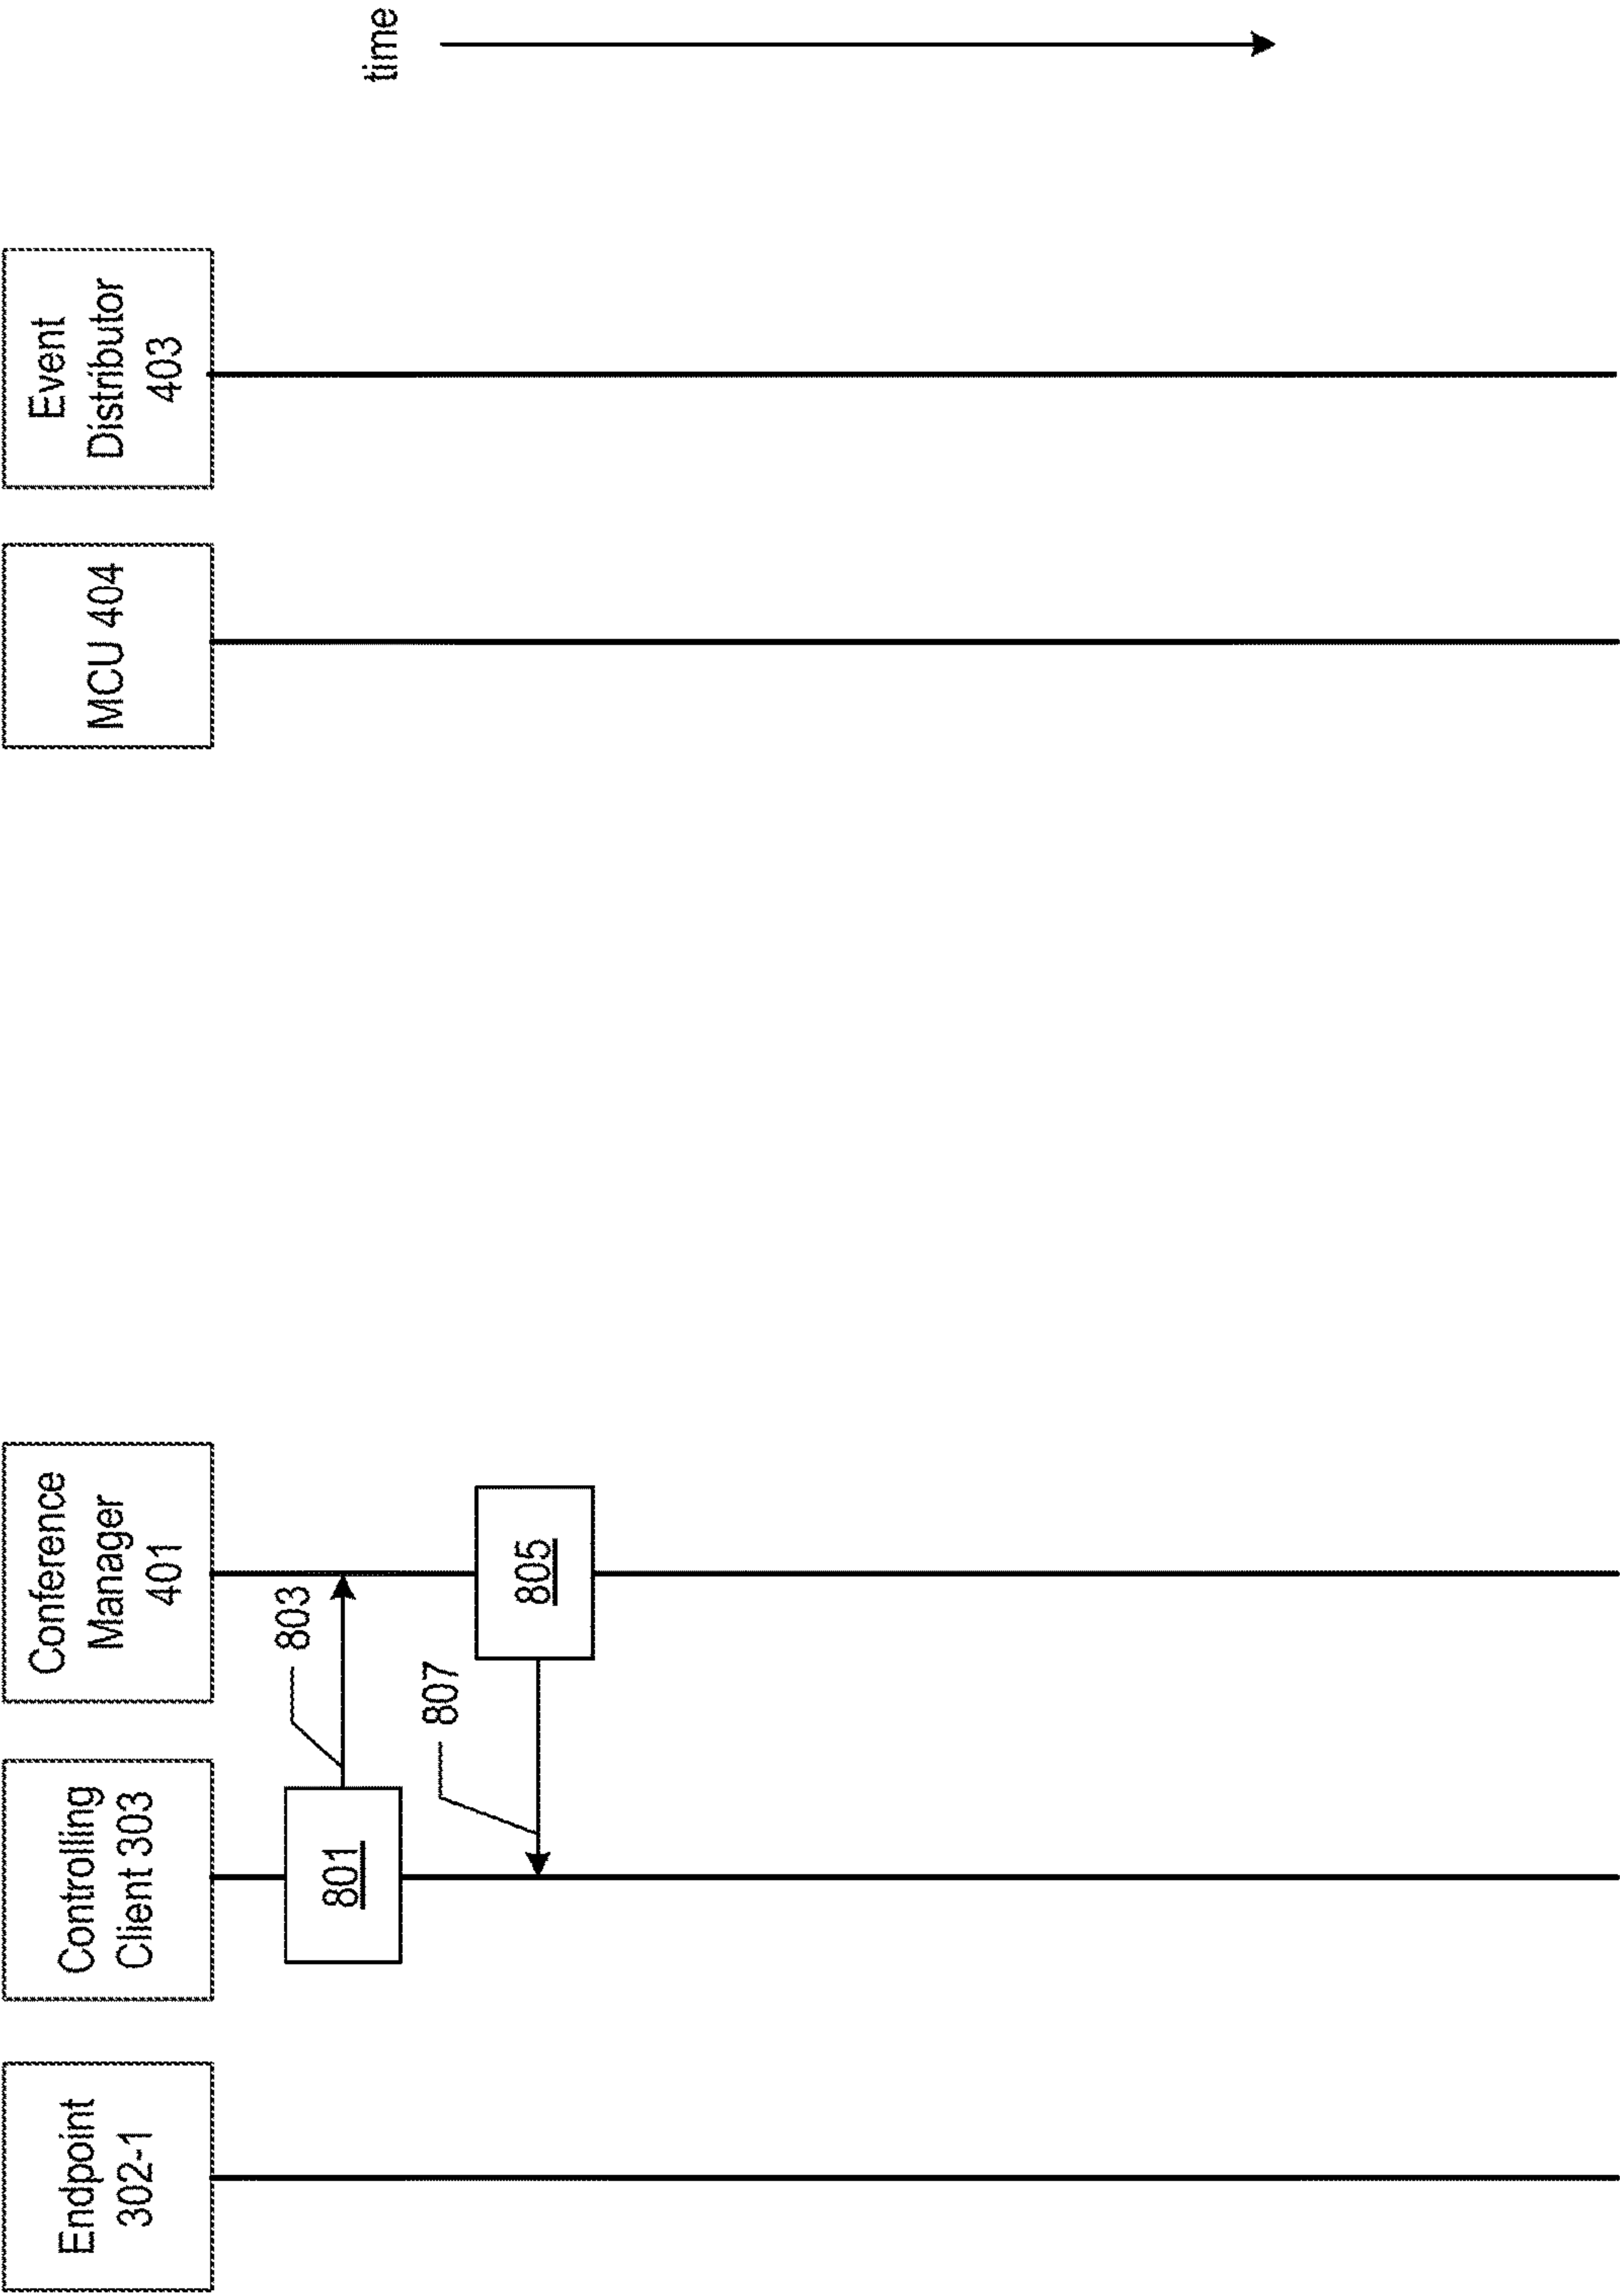 Endpoint
302-1
Controlling
Client 303
Conference
Manager
401
MCU 404
Event
Distributor
403
time
801
803
805
807